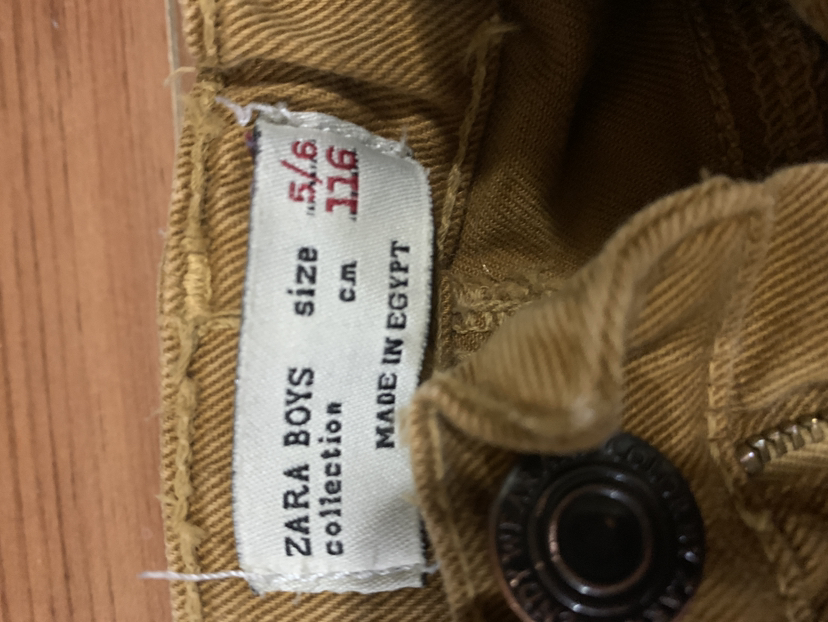 ZARA BOYS size 5/6
collection cm 116
MADE IN EGYPT